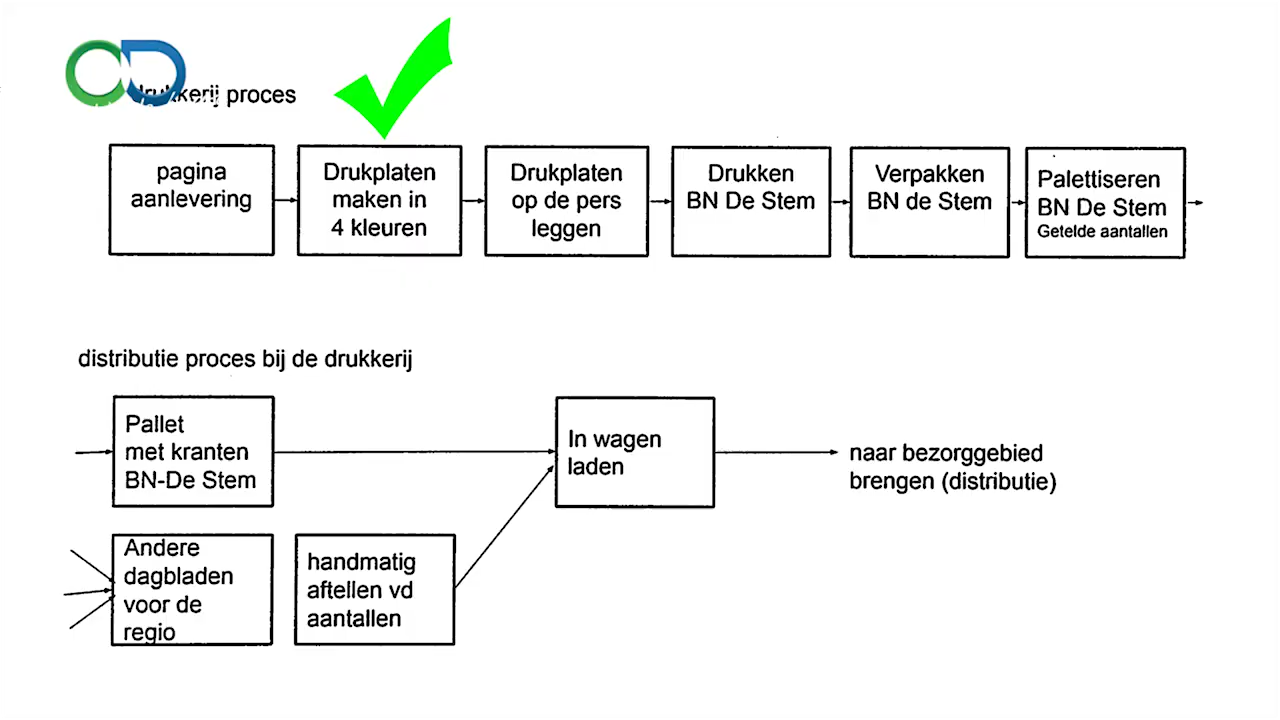 drukkerij proces
pagina
aanlevering
Drukplaten
maken in
4 kleuren
Drukplaten
op de pers
leggen
Drukken
BN De Stem
Verpakken
BN de Stem
Palettiseren
BN De Stem
Getelde aantallen
distributie proces bij de drukkerij
Pallet
met kranten
BN-De Stem
In wagen
laden
naar bezorggebied
brengen (distributie)
Andere
dagbladen
voor de
regio
handmatig
aftellen vd
aantallen